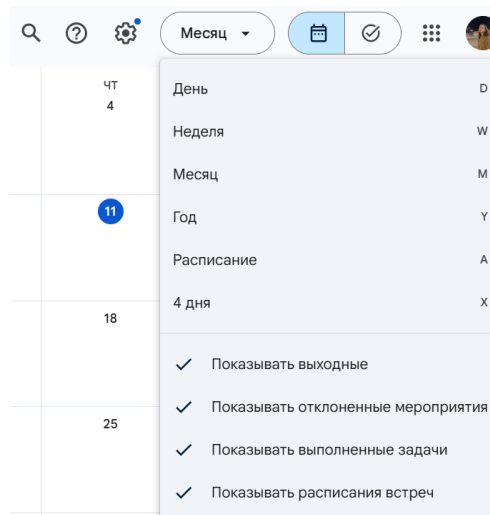 Месяц
ЧТ
4
11
18
25
День D
Неделя W
Месяц M
Год Y
Расписание A
4 дня X
Показывать выходные
Показывать отклоненные мероприятия
Показывать выполненные задачи
Показывать расписания встреч